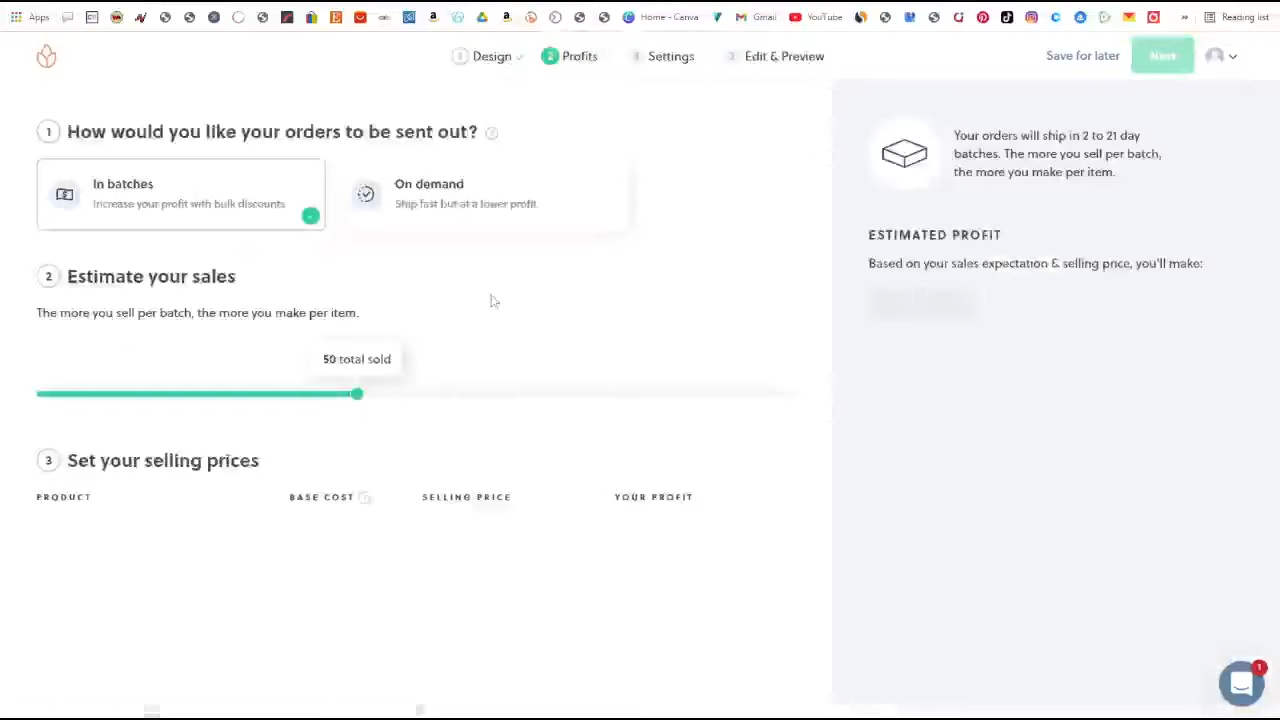 Apps
Home - Canva
Gmail
YouTube
»
Reading list
1 Design
2 Profits
Settings
Edit & Preview
Save for later
Next
1 How would you like your orders to be sent out?
In batches
Increase your profit with bulk discounts
On demand
Ship fast but at a lower profit.
2 Estimate your sales
The more you sell per batch, the more you make per item.
50 total sold
3 Set your selling prices
PRODUCT
BASE COST
SELLING PRICE
YOUR PROFIT
Your orders will ship in 2 to 21 day
batches. The more you sell per batch,
the more you make per item.
ESTIMATED PROFIT
Based on your sales expectation & selling price, you'll make:
1